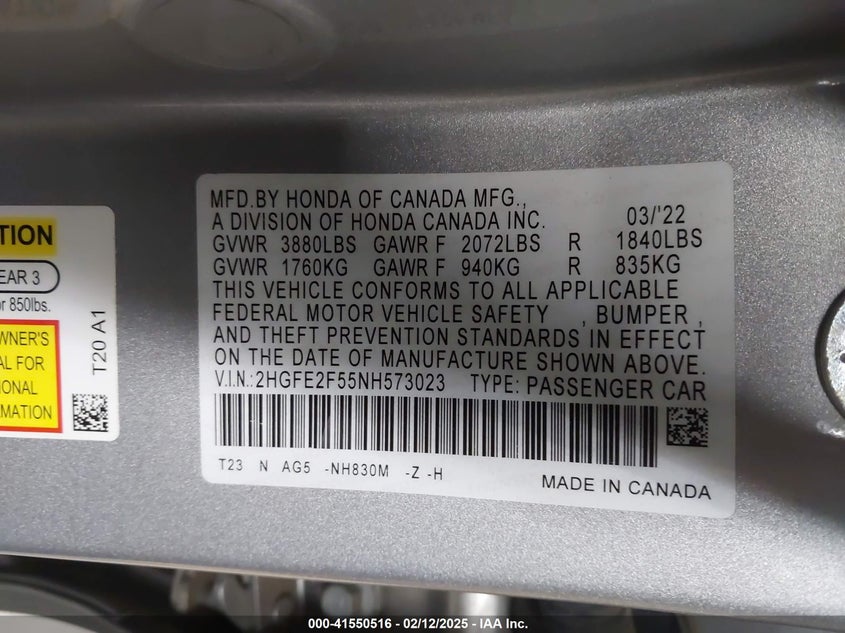 TION
EAR 3
r 850lbs.
WNER'S
AL FOR
IONAL
RMATION
T20 A1
MFD.BY HONDA OF CANADA MFG.,
A DIVISION OF HONDA CANADA INC. 03/'22
GVWR 3880LBS GAWR F 2072LBS R 1840LBS
GVWR 1760KG GAWR F 940KG R 835KG
THIS VEHICLE CONFORMS TO ALL APPLICABLE
FEDERAL MOTOR VEHICLE SAFETY , BUMPER ,
AND THEFT PREVENTION STANDARDS IN EFFECT
ON THE DATE OF MANUFACTURE SHOWN ABOVE.
V.I.N.:2HGFE2F55NH573023 TYPE: PASSENGER CAR
T23 N AG5 -NH830M -Z -H
MADE IN CANADA
000-41550516 - 02/12/2025 - IAA Inc.